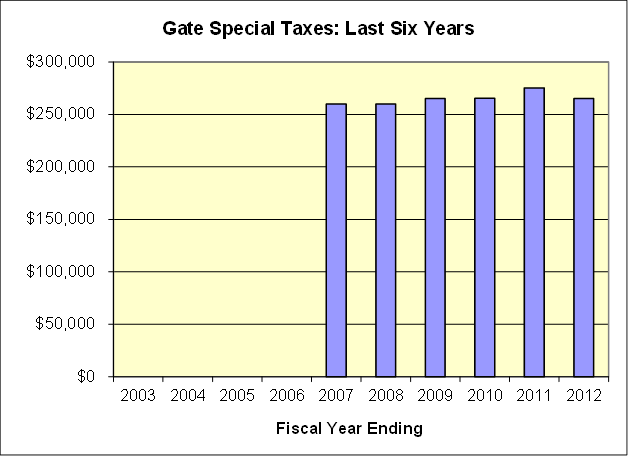 Gate Special Taxes: Last Six Years
$300,000
$250,000
$200,000
$150,000
$100,000
$50,000
$0
2003 2004 2005 2006 2007 2008 2009 2010 2011 2012
Fiscal Year Ending